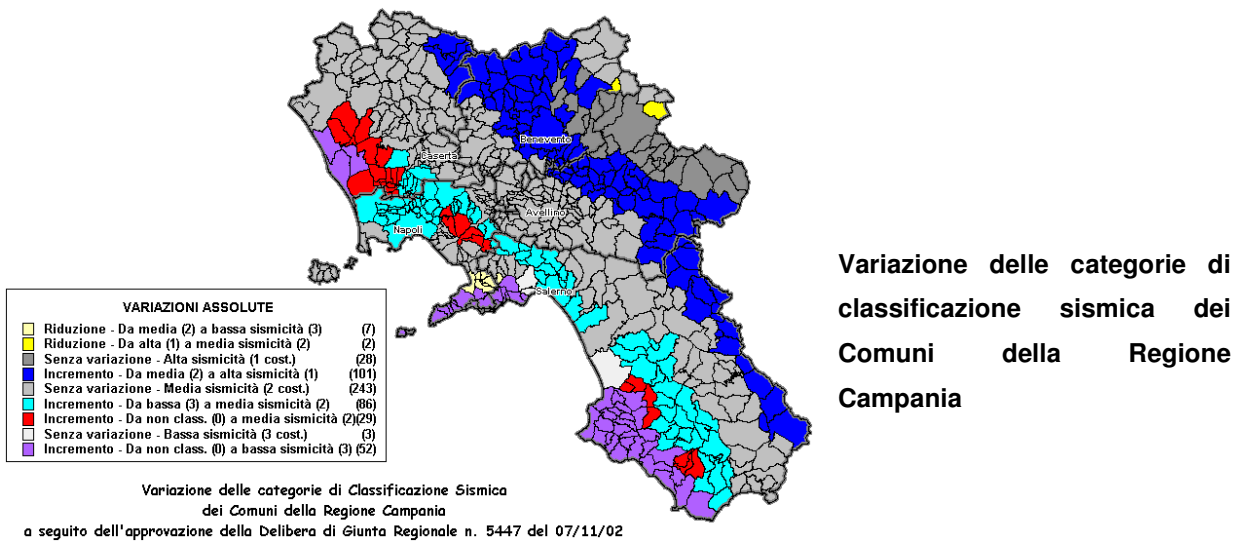 Benevento
Caserta
Avellino
Napoli
Salerno
VARIAZIONI ASSOLUTE
Riduzione - Da media (2) a bassa sismicità (3) (7)
Riduzione - Da alta (1) a media sismicità (2) (2)
Senza variazione - Alta sismicità (1 cost.) (28)
Incremento - Da media (2) a alta sismicità (1) (101)
Senza variazione - Media sismicità (2 cost.) (243)
Incremento - Da bassa (3) a media sismicità (2) (86)
Incremento - Da non class. (0) a media sismicità (2)(29)
Senza variazione - Bassa sismicità (3 cost.) (3)
Incremento - Da non class. (0) a bassa sismicità (3) (52)
Variazione delle categorie di Classificazione Sismica
dei Comuni della Regione Campania
a seguito dell'approvazione della Delibera di Giunta Regionale n. 5447 del 07/11/02
Variazione delle categorie di
classificazione sismica dei
Comuni della Regione
Campania